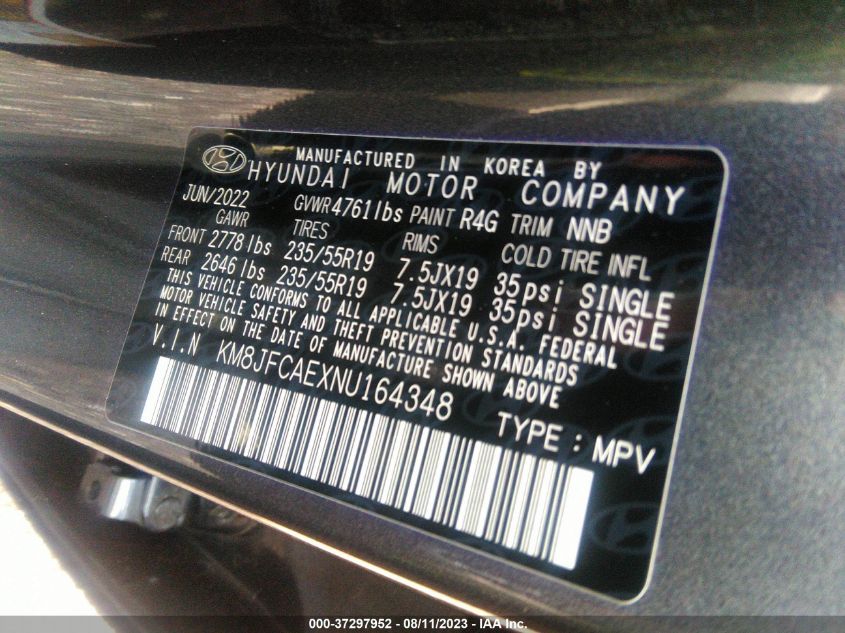 MANUFACTURED IN KOREA BY
HYUNDAI MOTOR COMPANY
JUN/2022 GVWR 4761 lbs PAINT R4G TRIM NNB
GAWR TIRES RIMS COLD TIRE INFL
FRONT 2778 lbs 235/55R19 7.5JX19 35psi SINGLE
REAR 2646 lbs 235/55R19 7.5JX19 35psi SINGLE
THIS VEHICLE CONFORMS TO ALL APPLICABLE U.S.A. FEDERAL
MOTOR VEHICLE SAFETY AND THEFT PREVENTION STANDARDS
IN EFFECT ON THE DATE OF MANUFACTURE SHOWN ABOVE
V.I.N KM8JFCAEXNU164348
TYPE : MPV
000-37297952 - 08/11/2023 - IAA Inc.